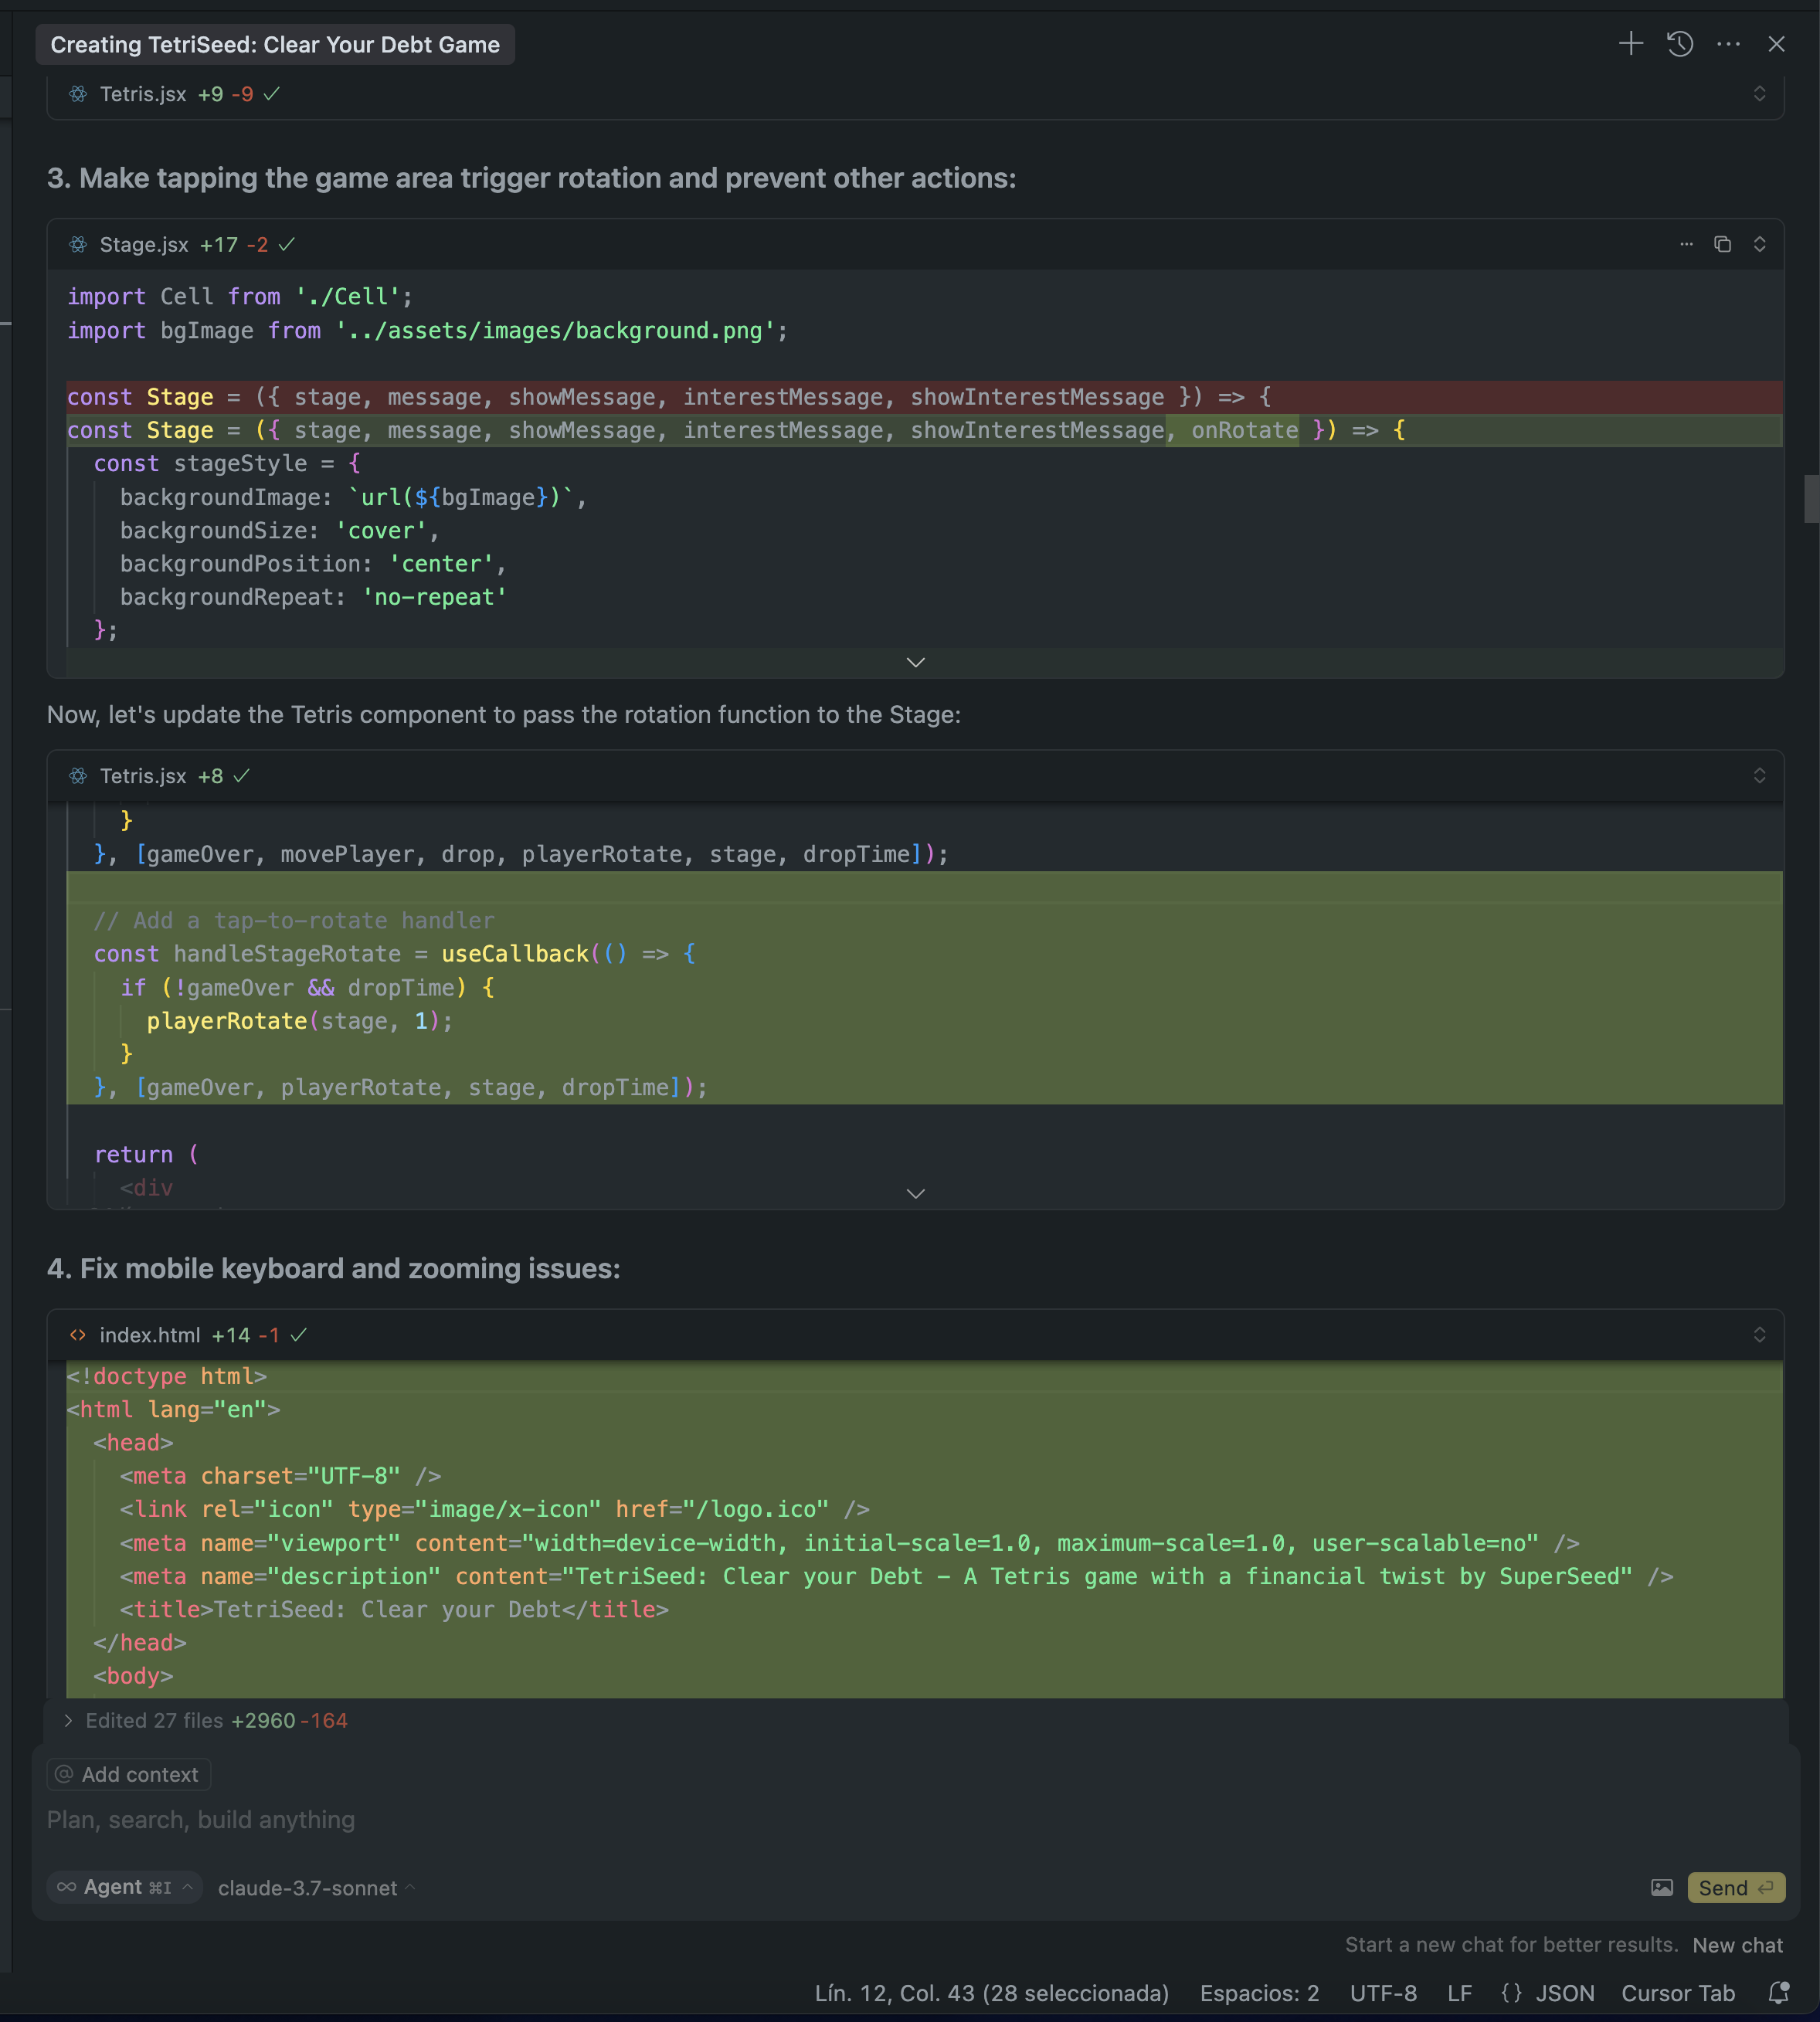 Creating TetriSeed: Clear Your Debt Game
Tetris.jsx +9 -9
3. Make tapping the game area trigger rotation and prevent other actions:
Stage.jsx +17 -2
import Cell from './Cell';
import bgImage from '../assets/images/background.png';
const Stage = ({ stage, message, showMessage, interestMessage, showInterestMessage }) => {
const Stage = ({ stage, message, showMessage, interestMessage, showInterestMessage, onRotate }) => {
  const stageStyle = {
    backgroundImage: `url(${bgImage})`,
    backgroundSize: 'cover',
    backgroundPosition: 'center',
    backgroundRepeat: 'no-repeat'
  };
Now, let's update the Tetris component to pass the rotation function to the Stage:
Tetris.jsx +8
    }
  }, [gameOver, movePlayer, drop, playerRotate, stage, dropTime]);
  // Add a tap-to-rotate handler
  const handleStageRotate = useCallback(() => {
    if (!gameOver && dropTime) {
      playerRotate(stage, 1);
    }
  }, [gameOver, playerRotate, stage, dropTime]);
  return (
    <div
4. Fix mobile keyboard and zooming issues:
<> index.html +14 -1
<!doctype html>
<html lang="en">
  <head>
    <meta charset="UTF-8" />
    <link rel="icon" type="image/x-icon" href="/logo.ico" />
    <meta name="viewport" content="width=device-width, initial-scale=1.0, maximum-scale=1.0, user-scalable=no" />
    <meta name="description" content="TetriSeed: Clear your Debt - A Tetris game with a financial twist by SuperSeed" />
    <title>TetriSeed: Clear your Debt</title>
  </head>
  <body>
> Edited 27 files +2960 -164
@ Add context
Plan, search, build anything
∞ Agent ⌘I claude-3.7-sonnet Send
Start a new chat for better results. New chat
Lín. 12, Col. 43 (28 seleccionada) Espacios: 2 UTF-8 LF {} JSON Cursor Tab